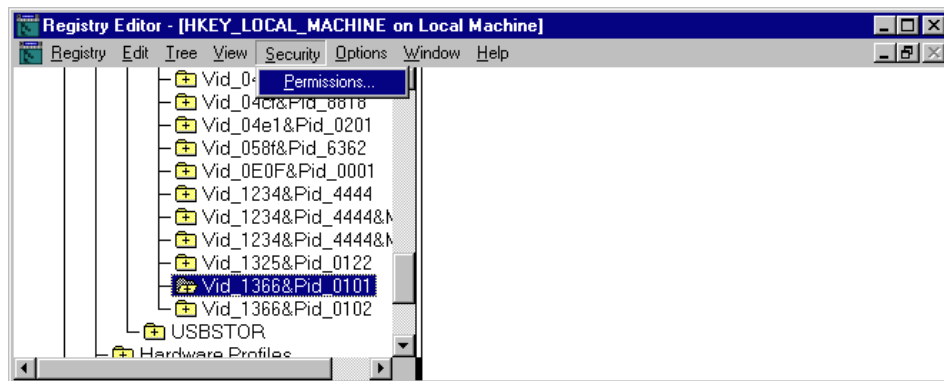 Registry Editor - [HKEY_LOCAL_MACHINE on Local Machine]
Registry Edit Tree View Security Options Window Help
Permissions...
Vid_04cf&Pid_8818
Vid_04e1&Pid_0201
Vid_058f&Pid_6362
Vid_0E0F&Pid_0001
Vid_1234&Pid_4444
Vid_1234&Pid_4444&M
Vid_1234&Pid_4444&M
Vid_1325&Pid_0122
Vid_1366&Pid_0101
Vid_1366&Pid_0102
USBSTOR
Hardware Profiles